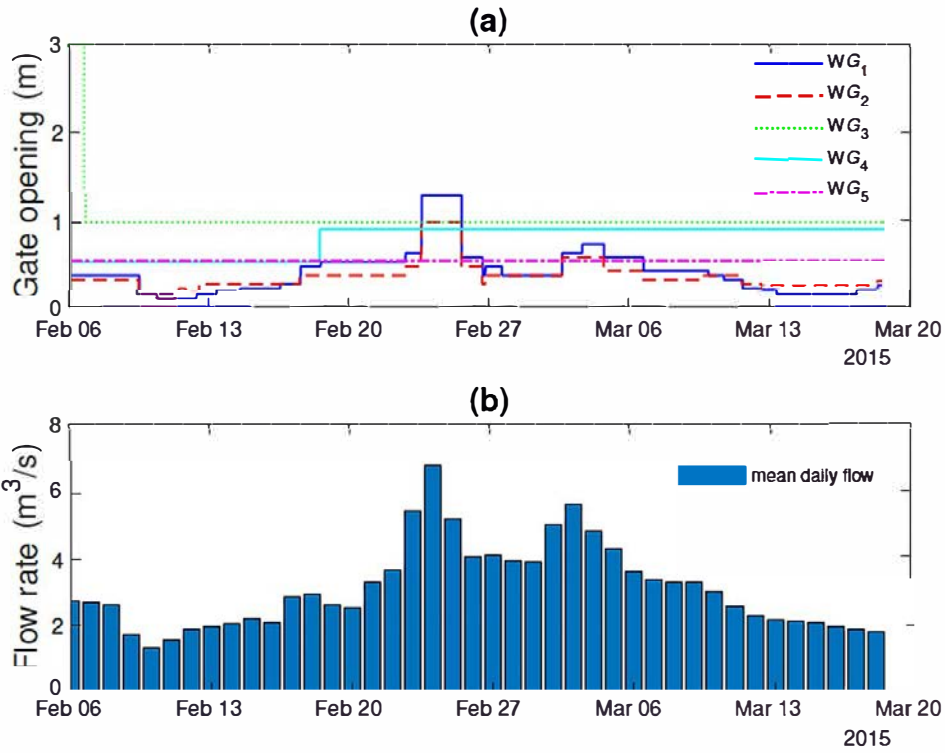 (a)
Gate opening (m)
3
2
1
0
WG1
WG2
WG3
WG4
WG5
Feb 06 Feb 13 Feb 20 Feb 27 Mar 06 Mar 13 Mar 20
2015
(b)
Flow rate (m³/s)
8
6
4
2
0
mean daily flow
Feb 06 Feb 13 Feb 20 Feb 27 Mar 06 Mar 13 Mar 20
2015